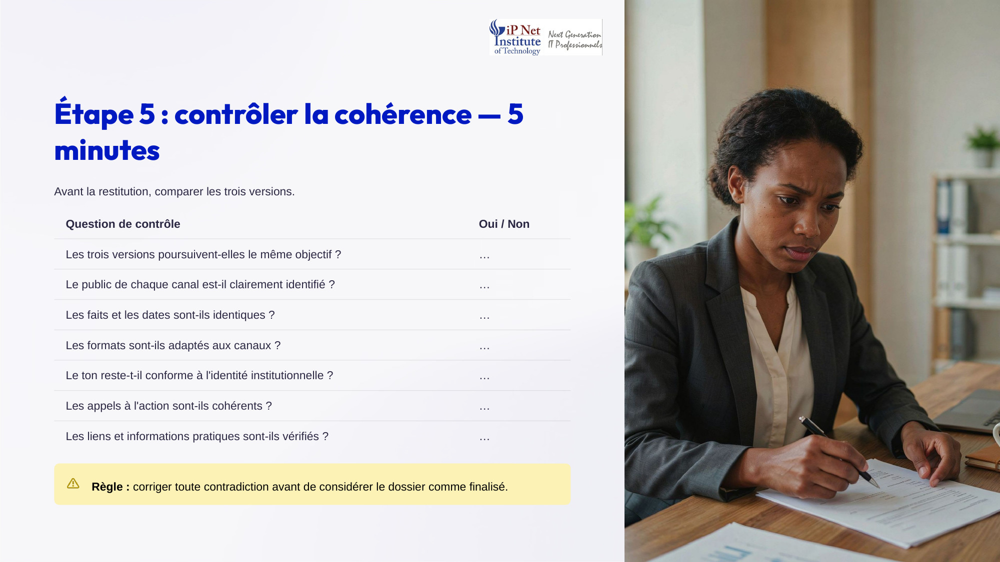 iP Net
Institute
of Technology
Next Generation
IT Professionnels
Étape 5 : contrôler la cohérence — 5
minutes
Avant la restitution, comparer les trois versions.
Question de contrôle Oui / Non
Les trois versions poursuivent-elles le même objectif ? …
Le public de chaque canal est-il clairement identifié ? …
Les faits et les dates sont-ils identiques ? …
Les formats sont-ils adaptés aux canaux ? …
Le ton reste-t-il conforme à l'identité institutionnelle ? …
Les appels à l'action sont-ils cohérents ? …
Les liens et informations pratiques sont-ils vérifiés ? …
Règle : corriger toute contradiction avant de considérer le dossier comme finalisé.